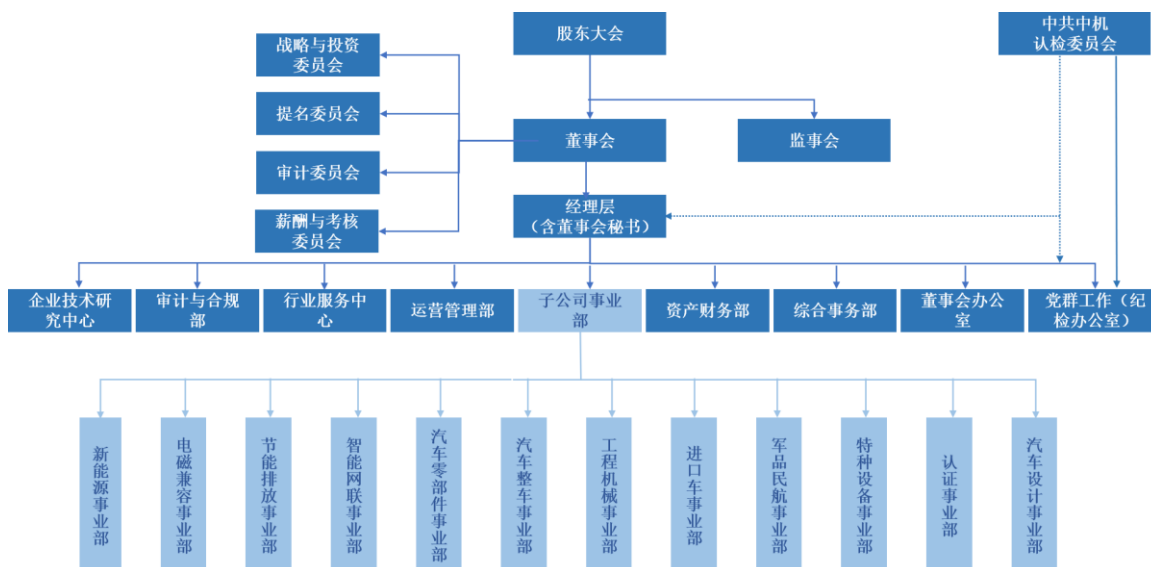 股东大会
中共中机
认检委员会
战略与投资
委员会
提名委员会
董事会
监事会
审计委员会
薪酬与考核
委员会
经理层
（含董事会秘书）
企业技术研
究中心
审计与合规
部
行业服务中
心
运营管理部
子公司事业
部
资产财务部
综合事务部
董事会办公
室
党群工作（纪
检办公室）
新能源事业部
电磁兼容事业部
节能排放事业部
智能网联事业部
汽车零部件事业部
汽车整车事业部
工程机械事业部
进口车事业部
军品民航事业部
特种设备事业部
认证事业部
汽车设计事业部